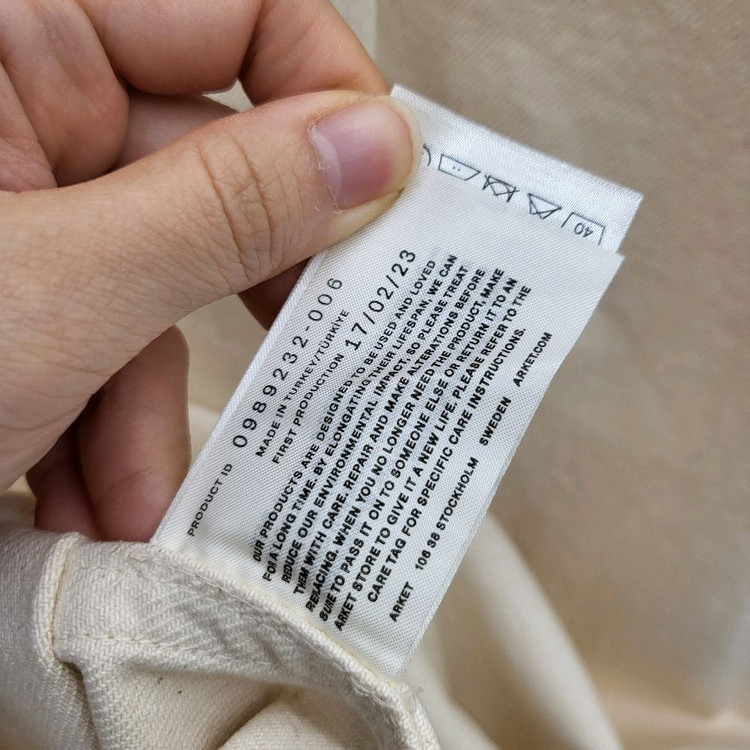 PRODUCT ID 0989232-006
MADE IN TURKEY/TÜRKIYE
FIRST PRODUCTION 17/02/23
OUR PRODUCTS ARE DESIGNED TO BE USED AND LOVED
FOR A LONG TIME. BY ELONGATING THEIR LIFESPAN, WE CAN
REDUCE OUR ENVIRONMENTAL IMPACT, SO PLEASE TREAT
THEM WITH CARE. REPAIR AND MAKE ALTERATIONS BEFORE
REPLACING. WHEN YOU NO LONGER NEED THE PRODUCT, MAKE
SURE TO PASS IT ON TO SOMEONE ELSE OR RETURN IT TO AN
ARKET STORE TO GIVE IT A NEW LIFE. PLEASE REFER TO THE
CARE TAG FOR SPECIFIC CARE INSTRUCTIONS.
ARKET 106 38 STOCKHOLM SWEDEN ARKET.COM
40